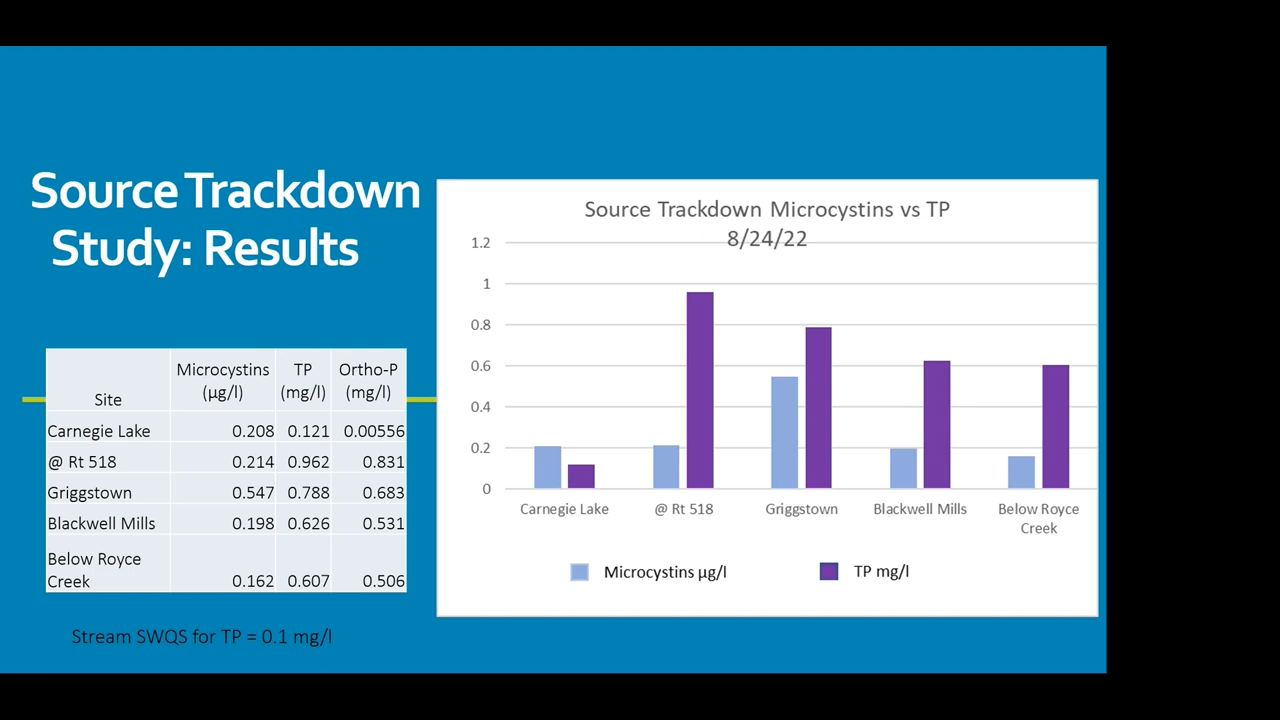 Source Trackdown
Study: Results
Site Microcystins (µg/l) TP (mg/l) Ortho-P (mg/l)
Carnegie Lake 0.208 0.121 0.00556
@ Rt 518 0.214 0.962 0.831
Griggstown 0.547 0.788 0.683
Blackwell Mills 0.198 0.626 0.531
Below Royce Creek 0.162 0.607 0.506
Stream SWQS for TP = 0.1 mg/l
Source Trackdown Microcystins vs TP
8/24/22
1.2
1
0.8
0.6
0.4
0.2
0
Carnegie Lake @ Rt 518 Griggstown Blackwell Mills Below Royce
Creek
Microcystins µg/l TP mg/l